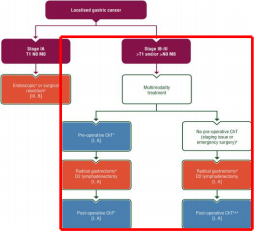 Localised gastric cancer
Stage IA
T1 N0 M0
Stage IB-III
>T1 and/or >N0 M0
Endoscopic or surgical
resection
[III, B]
Multimodality
treatment
Pre-operative ChT
[I, A]
No pre-operative ChT
(staging issue or
emergency surgery)
Radical gastrectomy
D2 lymphadenectomy
[I, A]
Radical gastrectomy
D2 lymphadenectomy
[I, A]
Post-operative ChT
[I, A]
Post-operative ChT
[I, A]